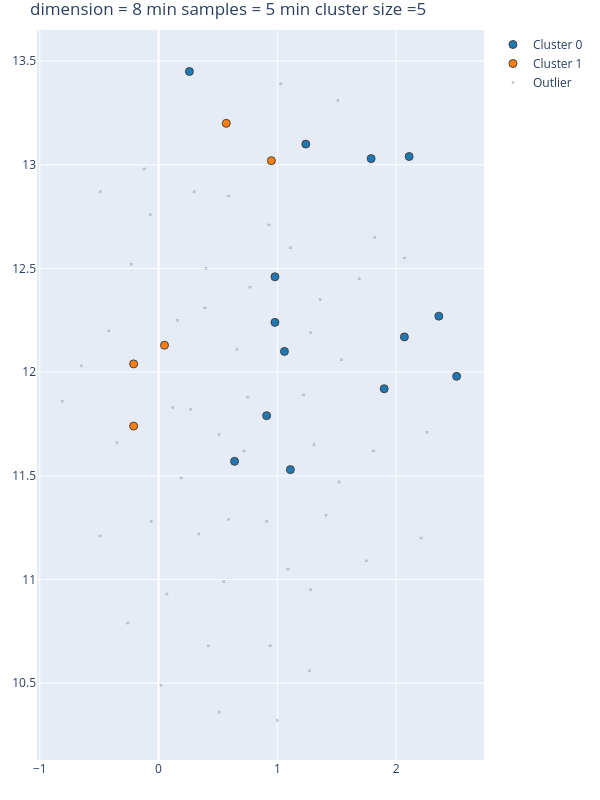 dimension = 8 min samples = 5 min cluster size =5
Cluster 0
Cluster 1
Outlier
13.5
13
12.5
12
11.5
11
10.5
−1
0
1
2